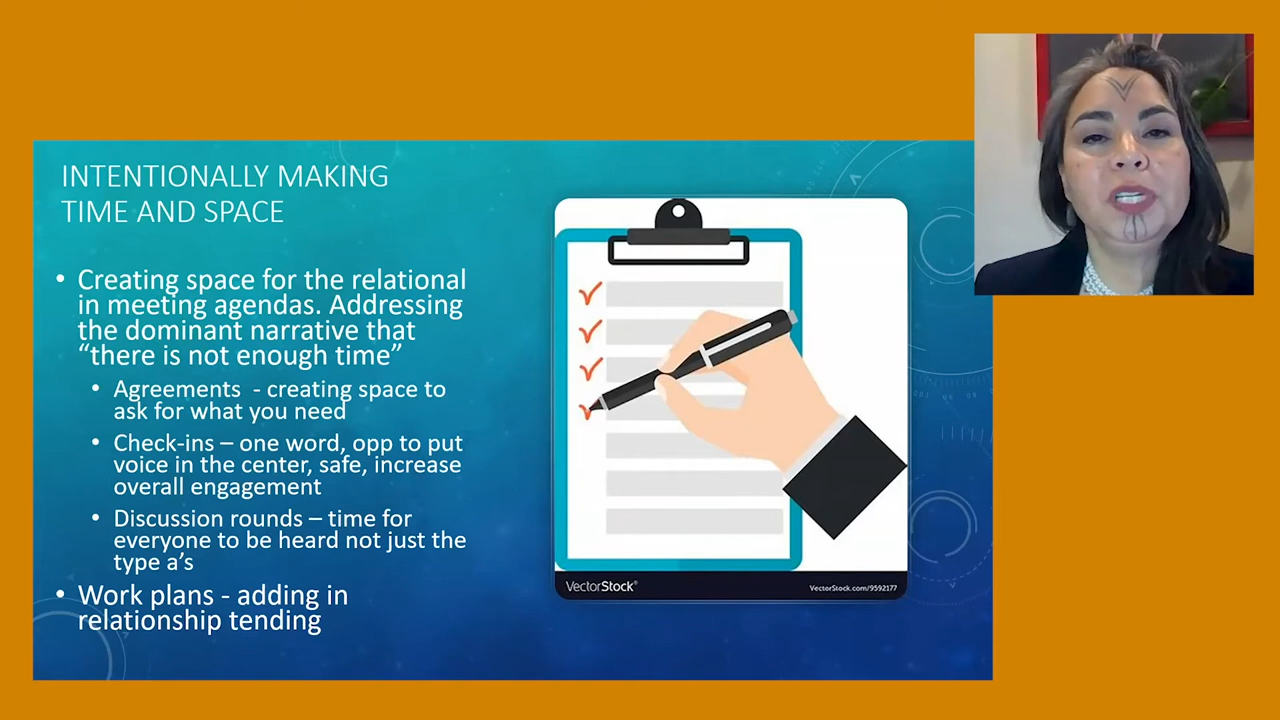 INTENTIONALLY MAKING
TIME AND SPACE
• Creating space for the relational
in meeting agendas. Addressing
the dominant narrative that
“there is not enough time”
• Agreements - creating space to
ask for what you need
• Check-ins – one word, opp to put
voice in the center, safe, increase
overall engagement
• Discussion rounds – time for
everyone to be heard not just the
type a’s
• Work plans - adding in
relationship tending
VectorStock®
VectorStock.com/9592177